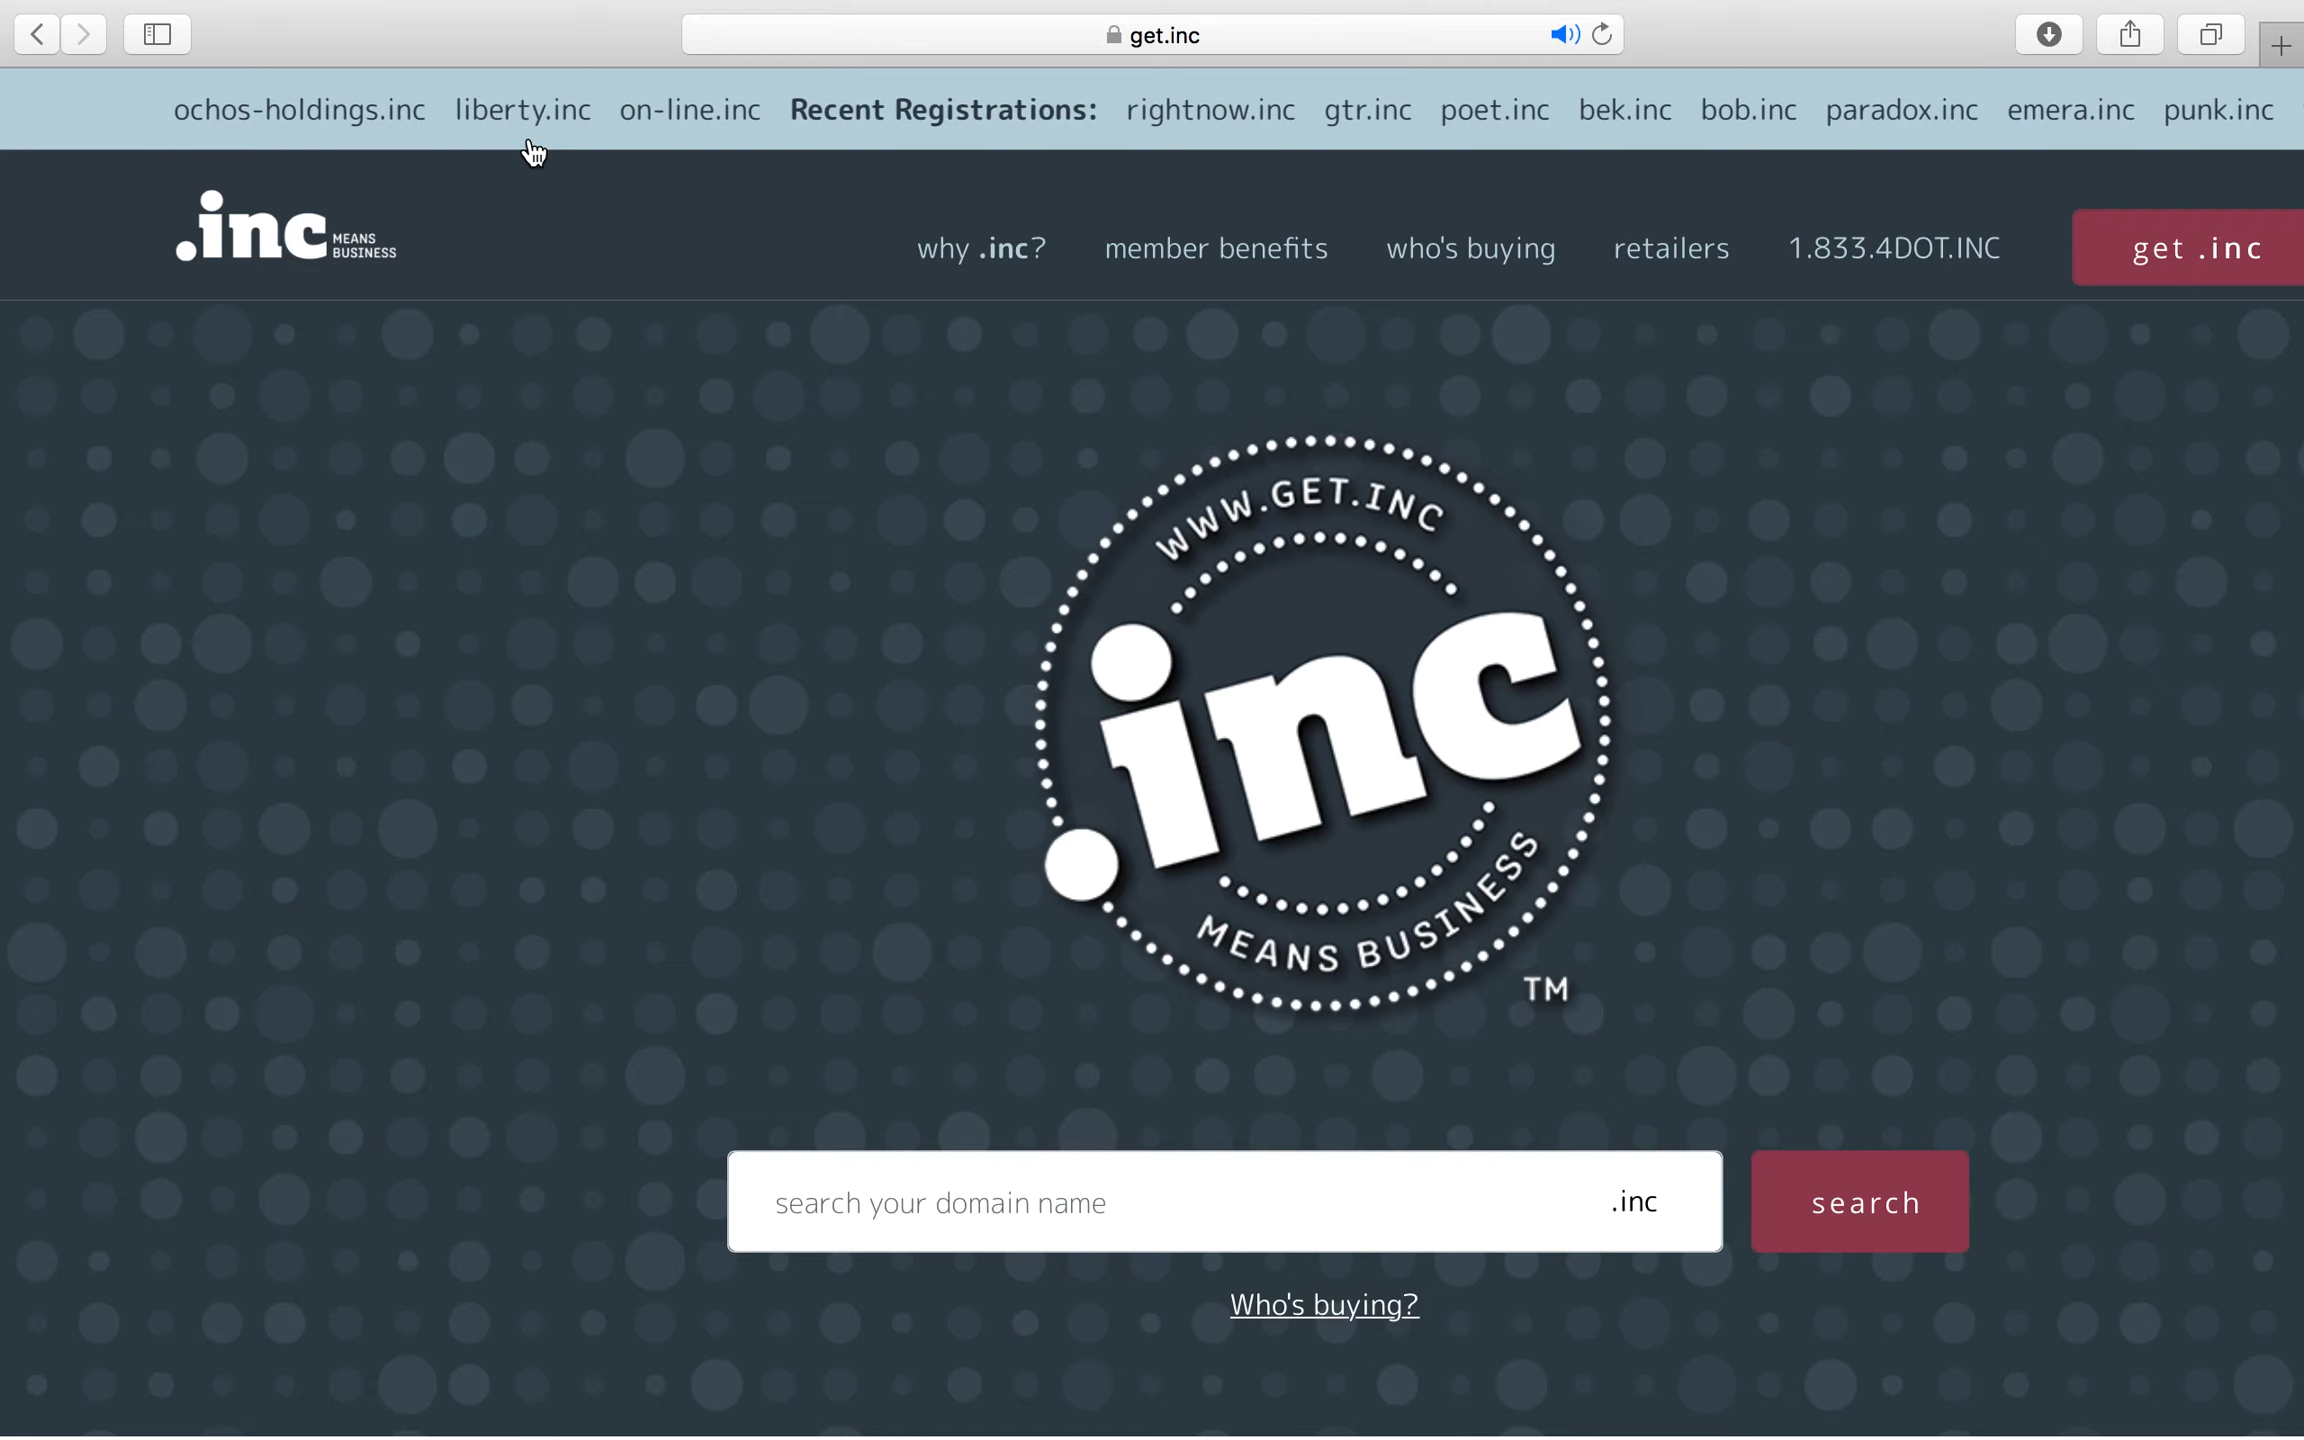 get.inc
ochos-holdings.inc liberty.inc on-line.inc Recent Registrations: rightnow.inc gtr.inc poet.inc bek.inc bob.inc paradox.inc emera.inc punk.inc
.inc MEANS BUSINESS
why .inc? member benefits who's buying retailers 1.833.4DOT.INC get .inc
WWW.GET.INC
.inc
MEANS BUSINESS
TM
search your domain name .inc search
Who's buying?